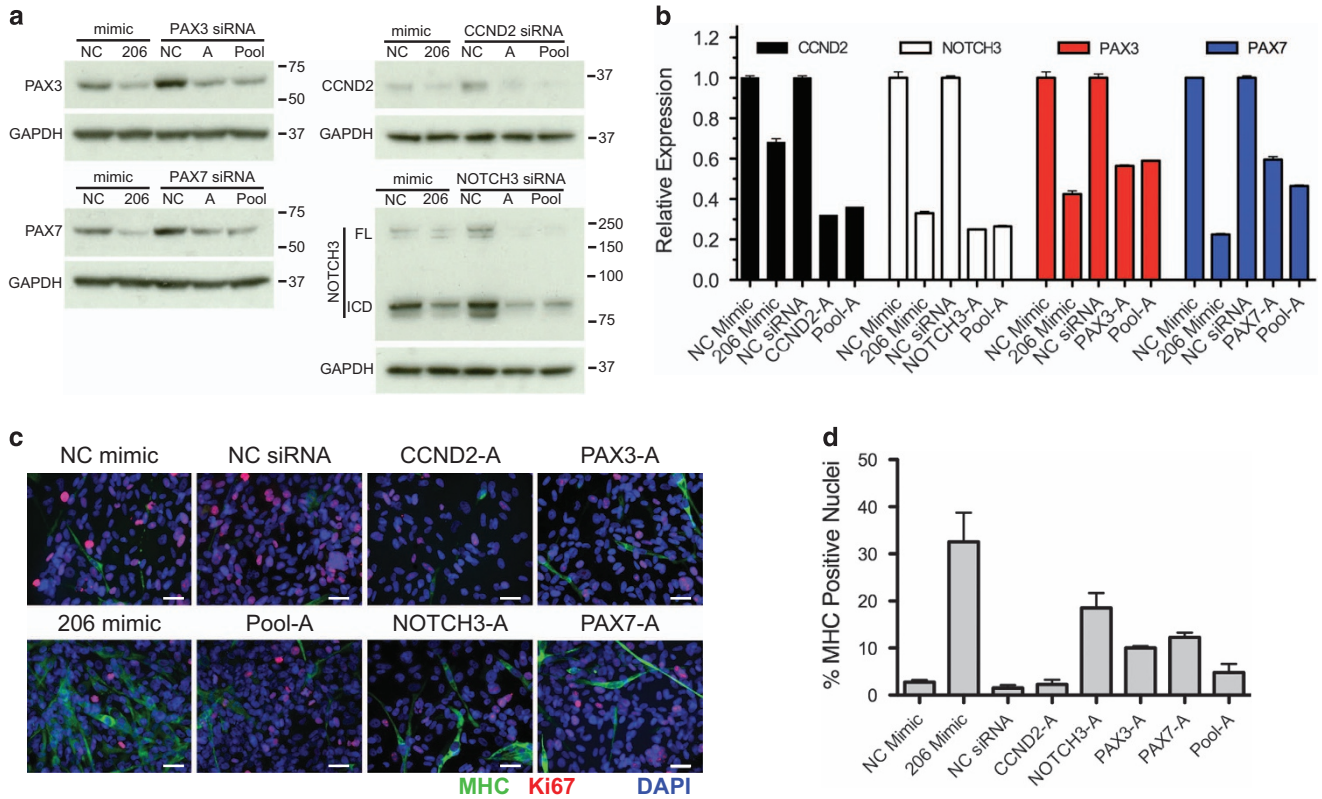 a
mimic PAX3 siRNA
NC 206 NC A Pool
PAX3
75
50
GAPDH
37
mimic PAX7 siRNA
NC 206 NC A Pool
PAX7
75
50
GAPDH
37
mimic CCND2 siRNA
NC 206 NC A Pool
CCND2
37
GAPDH
37
mimic NOTCH3 siRNA
NC 206 NC A Pool
NOTCH3
FL
ICD
250
150
100
75
GAPDH
37
b
Relative Expression
1.2
1.0
0.8
0.6
0.4
0.2
0.0
CCND2 NOTCH3 PAX3 PAX7
NC Mimic
206 Mimic
NC siRNA
CCND2-A
Pool-A
NC Mimic
206 Mimic
NC siRNA
NOTCH3-A
Pool-A
NC Mimic
206 Mimic
NC siRNA
PAX3-A
Pool-A
NC Mimic
206 Mimic
NC siRNA
PAX7-A
Pool-A
c
NC mimic NC siRNA CCND2-A PAX3-A
206 mimic Pool-A NOTCH3-A PAX7-A
MHC Ki67 DAPI
d
% MHC Positive Nuclei
50
40
30
20
10
0
NC Mimic
206 Mimic
NC siRNA
CCND2-A
NOTCH3-A
PAX3-A
PAX7-A
Pool-A